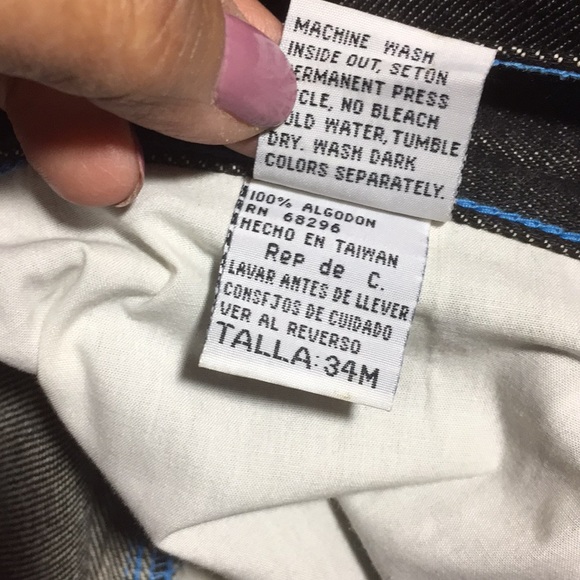 MACHINE WASH
INSIDE OUT, SETON
ERMANENT PRESS
CLE, NO BLEACH
OLD WATER, TUMBLE
DRY. WASH DARK
COLORS SEPARATELY.
100% ALGODON
RN 68296
HECHO EN TAIWAN
Rep de C.
LAVAR ANTES DE LLEVER
CONSEJOS DE CUIDADO
VER AL REVERSO
TALLA: 34M